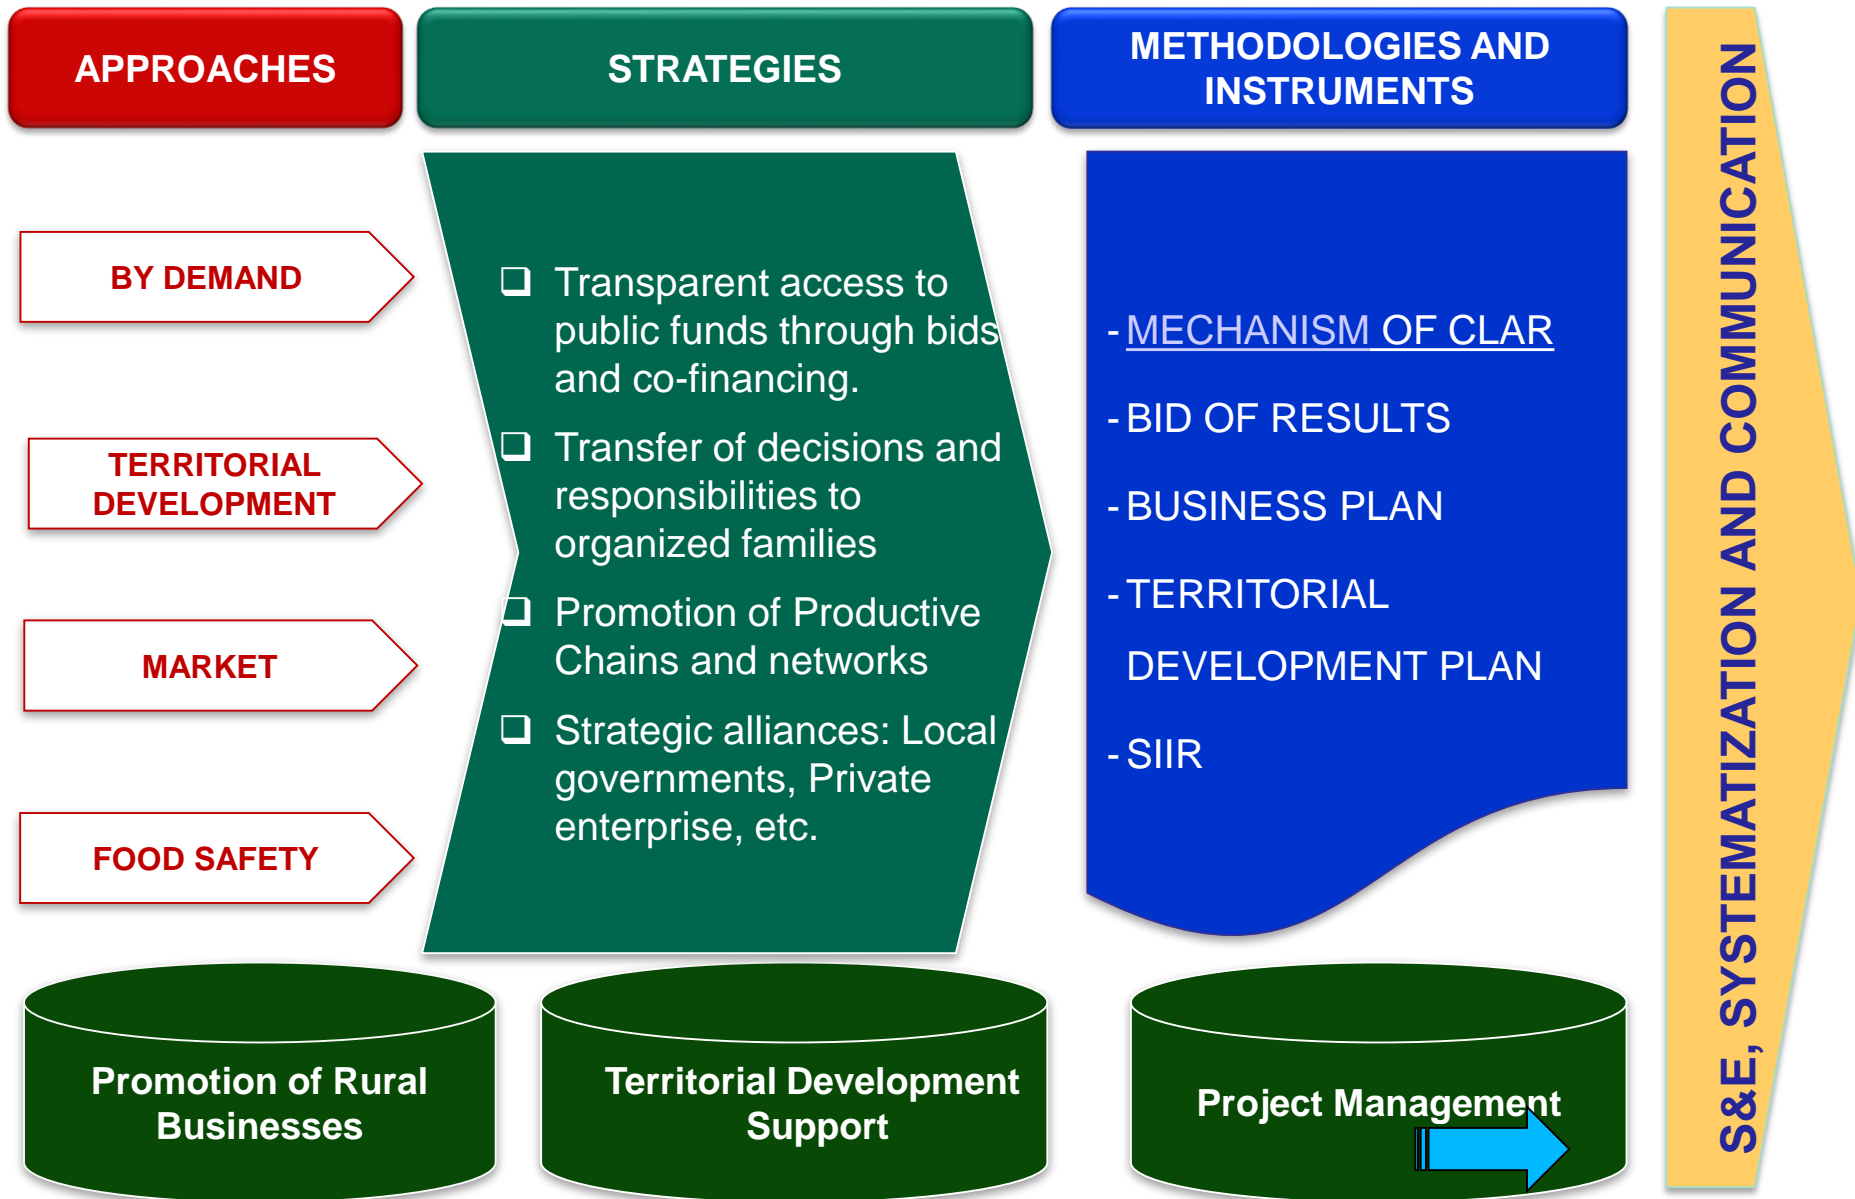 APPROACHES
STRATEGIES
METHODOLOGIES AND
INSTRUMENTS
BY DEMAND
TERRITORIAL
DEVELOPMENT
MARKET
FOOD SAFETY
❑ Transparent access to
public funds through bids
and co-financing.
❑ Transfer of decisions and
responsibilities to
organized families
❑ Promotion of Productive
Chains and networks
❑ Strategic alliances: Local
governments, Private
enterprise, etc.
- MECHANISM OF CLAR
- BID OF RESULTS
- BUSINESS PLAN
- TERRITORIAL
DEVELOPMENT PLAN
- SIIR
Promotion of Rural
Businesses
Territorial Development
Support
Project Management
S&E, SYSTEMATIZATION AND COMMUNICATION